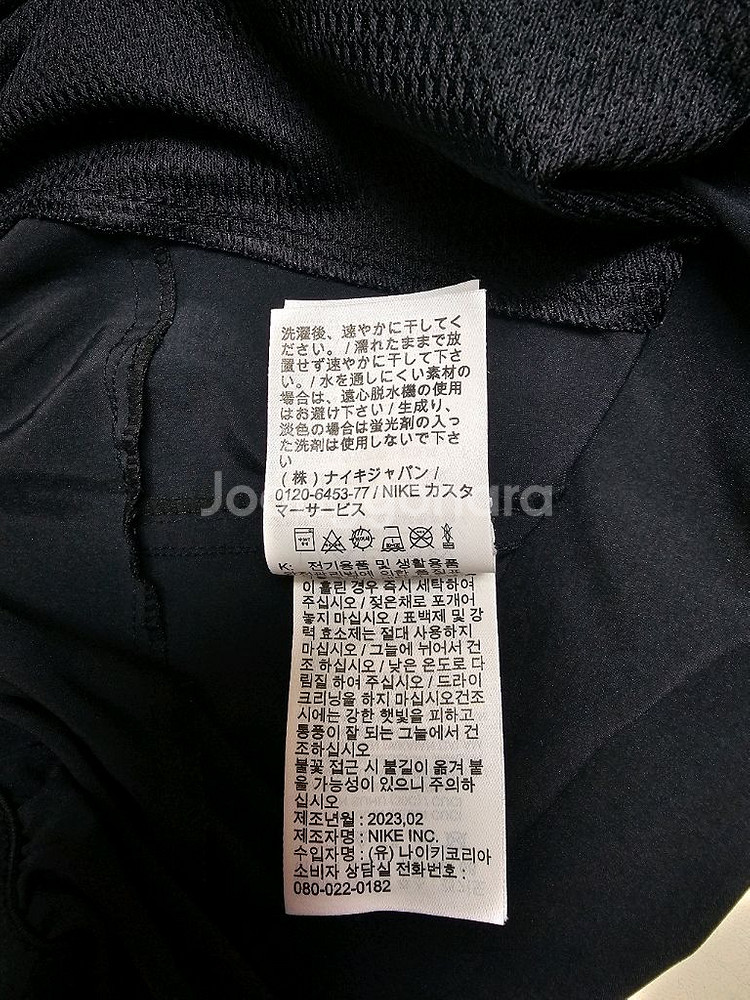 洗濯後、速やかに干してく
ださい。/ 濡れたままで放
置せず速やかに干して下さ
い。/ 水を通しにくい素材の
場合は、遠心脱水機の使用
はお避け下さい / 生成り、
淡色の場合は蛍光剤の入っ
た洗剤は使用しないで下さ
い
(株) ナイキジャパン /
0120-6453-77 / NIKE カスタ
マーサービス
K: 전기용품 및 생활용품
이 흘린 경우 즉시 세탁하여
주십시오 / 젖은채로 포개어
놓지 마십시오 / 표백제 및 강
력 효소제는 절대 사용하지
마십시오 / 그늘에 뉘어서 건
조 하십시오 / 낮은 온도로 다
림질 하여 주십시오 / 드라이
크리닝을 하지 마십시오건조
시에는 강한 햇빛을 피하고
통풍이 잘 되는 그늘에서 건
조하십시오
불꽃 접근 시 불길이 옮겨 붙
을 가능성이 있으니 주의하
십시오
제조년월 : 2023,02
제조자명 : NIKE INC.
수입자명 : (유) 나이키코리아
소비자 상담실 전화번호 :
080-022-0182